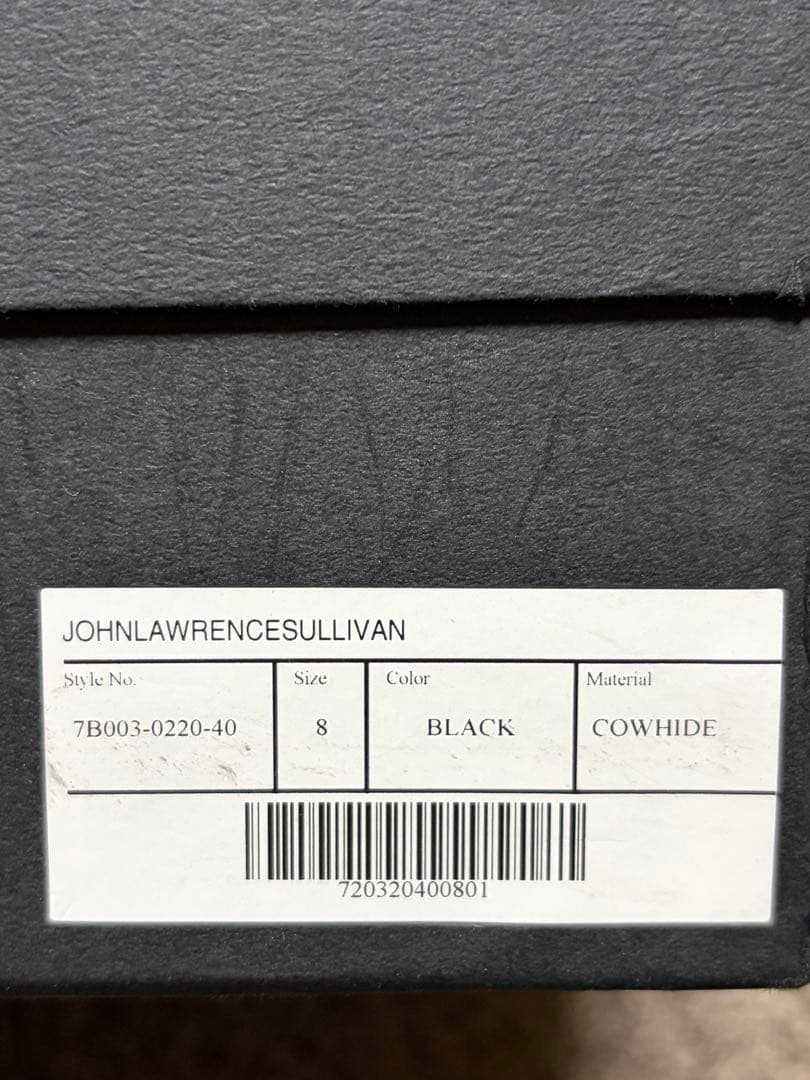 JOHNLAWRENCESULLIVAN
Style No. Size Color Material
7B003-0220-40 8 BLACK COWHIDE
720320400801